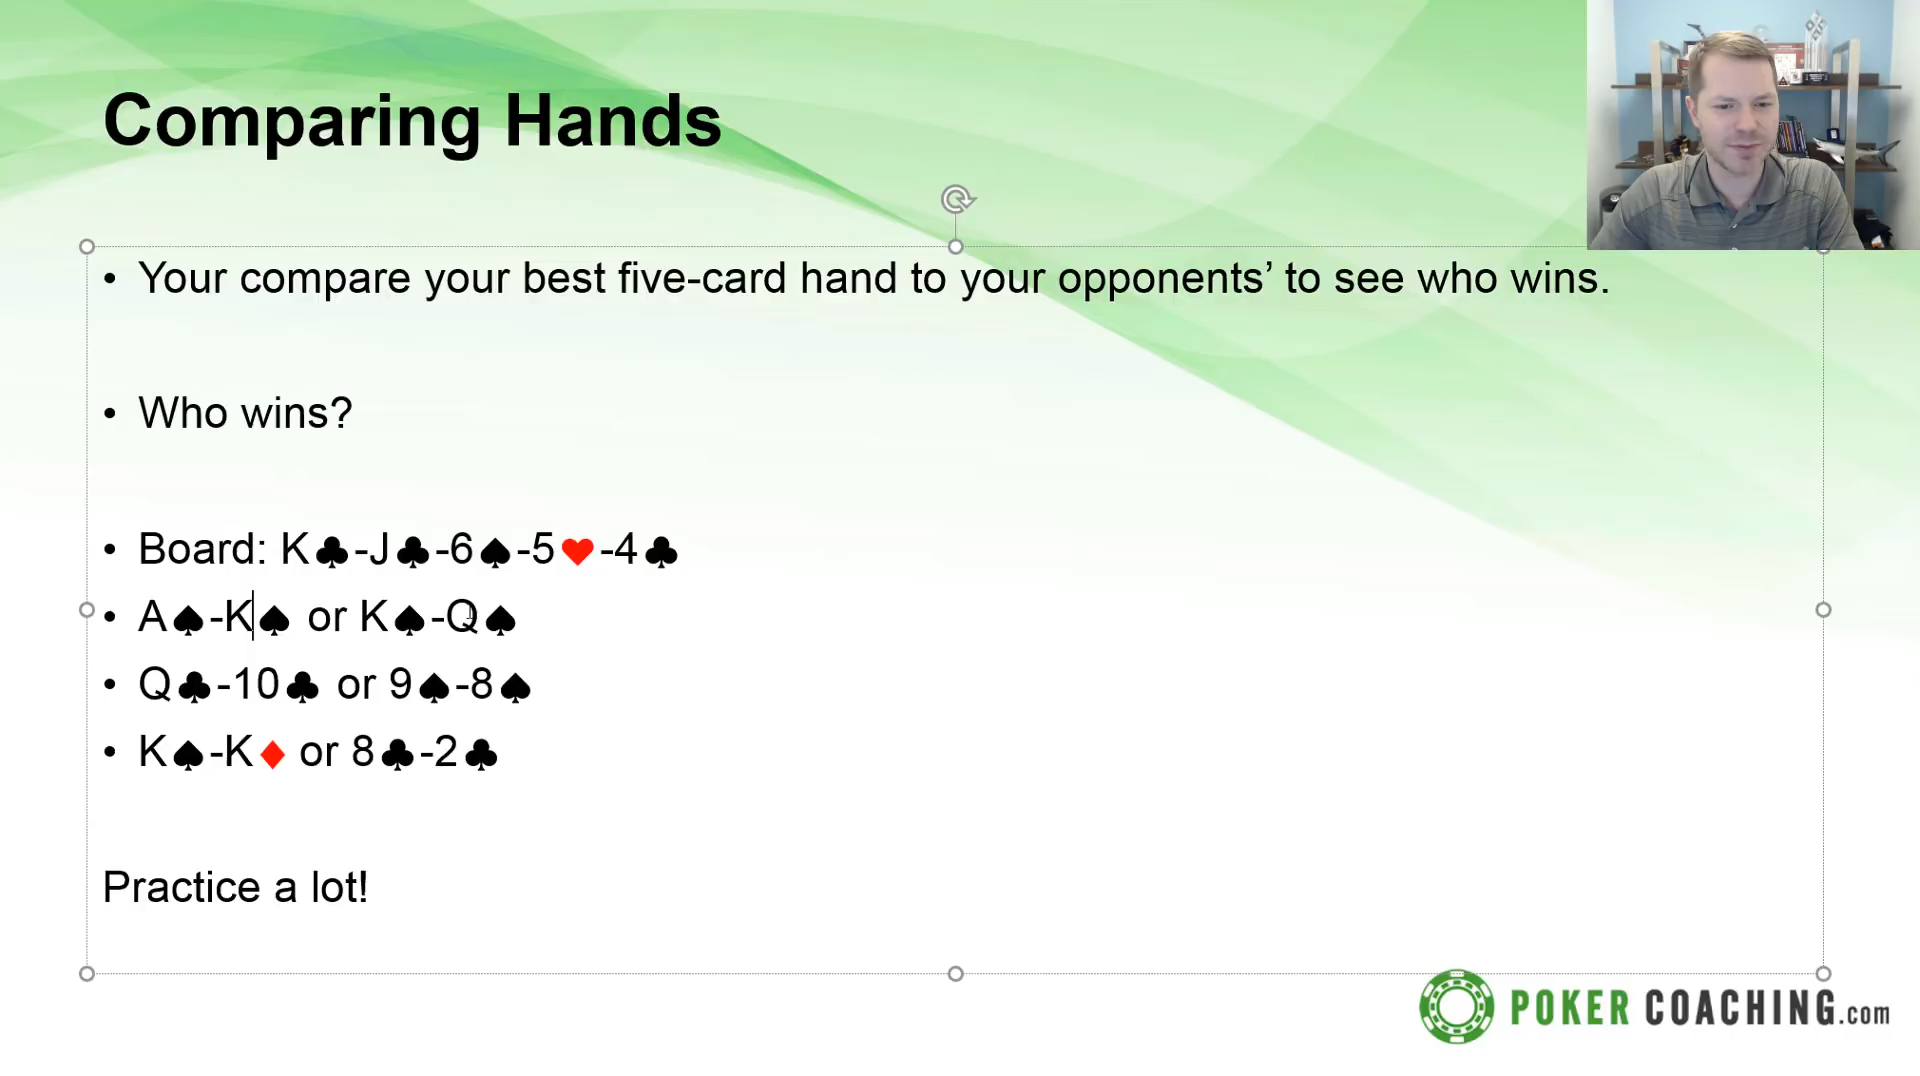 Comparing Hands
• Your compare your best five-card hand to your opponents’ to see who wins.
• Who wins?
• Board: K♣-J♣-6♠-5♥-4♣
• A♠-K♠ or K♠-Q♠
• Q♣-10♣ or 9♠-8♠
• K♠-K♦ or 8♣-2♣
Practice a lot!
POKER COACHING.com